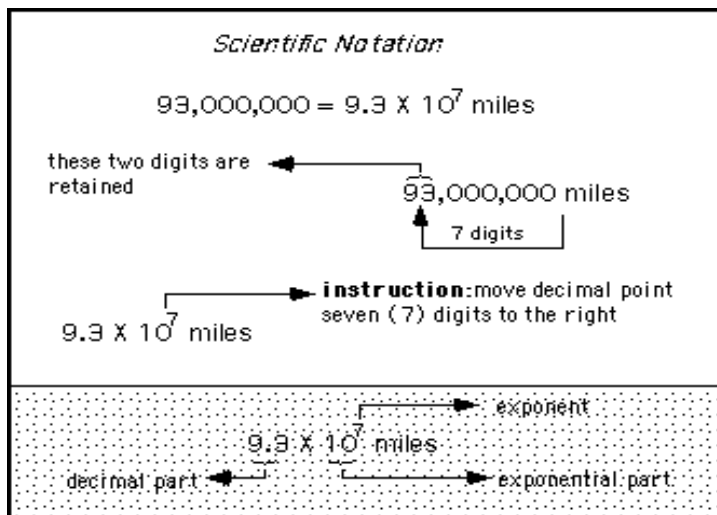 Scientific Notation
93,000,000 = 9.3 X 10⁷ miles
these two digits are
retained
93,000,000 miles
7 digits
instruction:move decimal point
seven (7) digits to the right
9.3 X 10⁷ miles
exponent
9.3 X 10⁷ miles
decimal part
exponential part